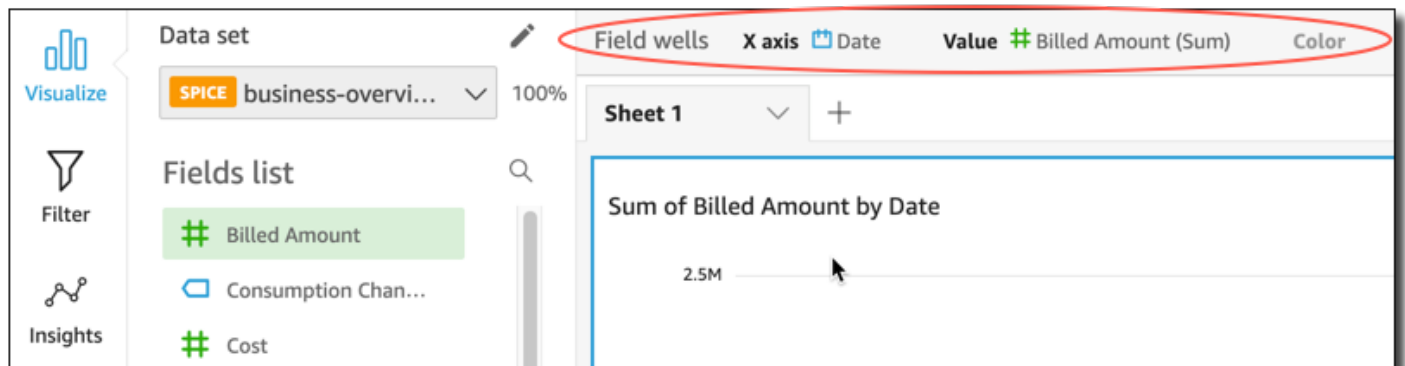 Visualize
Filter
Insights
Data set
SPICE business-overvi... 100%
Fields list
Billed Amount
Consumption Chan...
Cost
Field wells X axis Date Value Billed Amount (Sum) Color
Sheet 1
Sum of Billed Amount by Date
2.5M